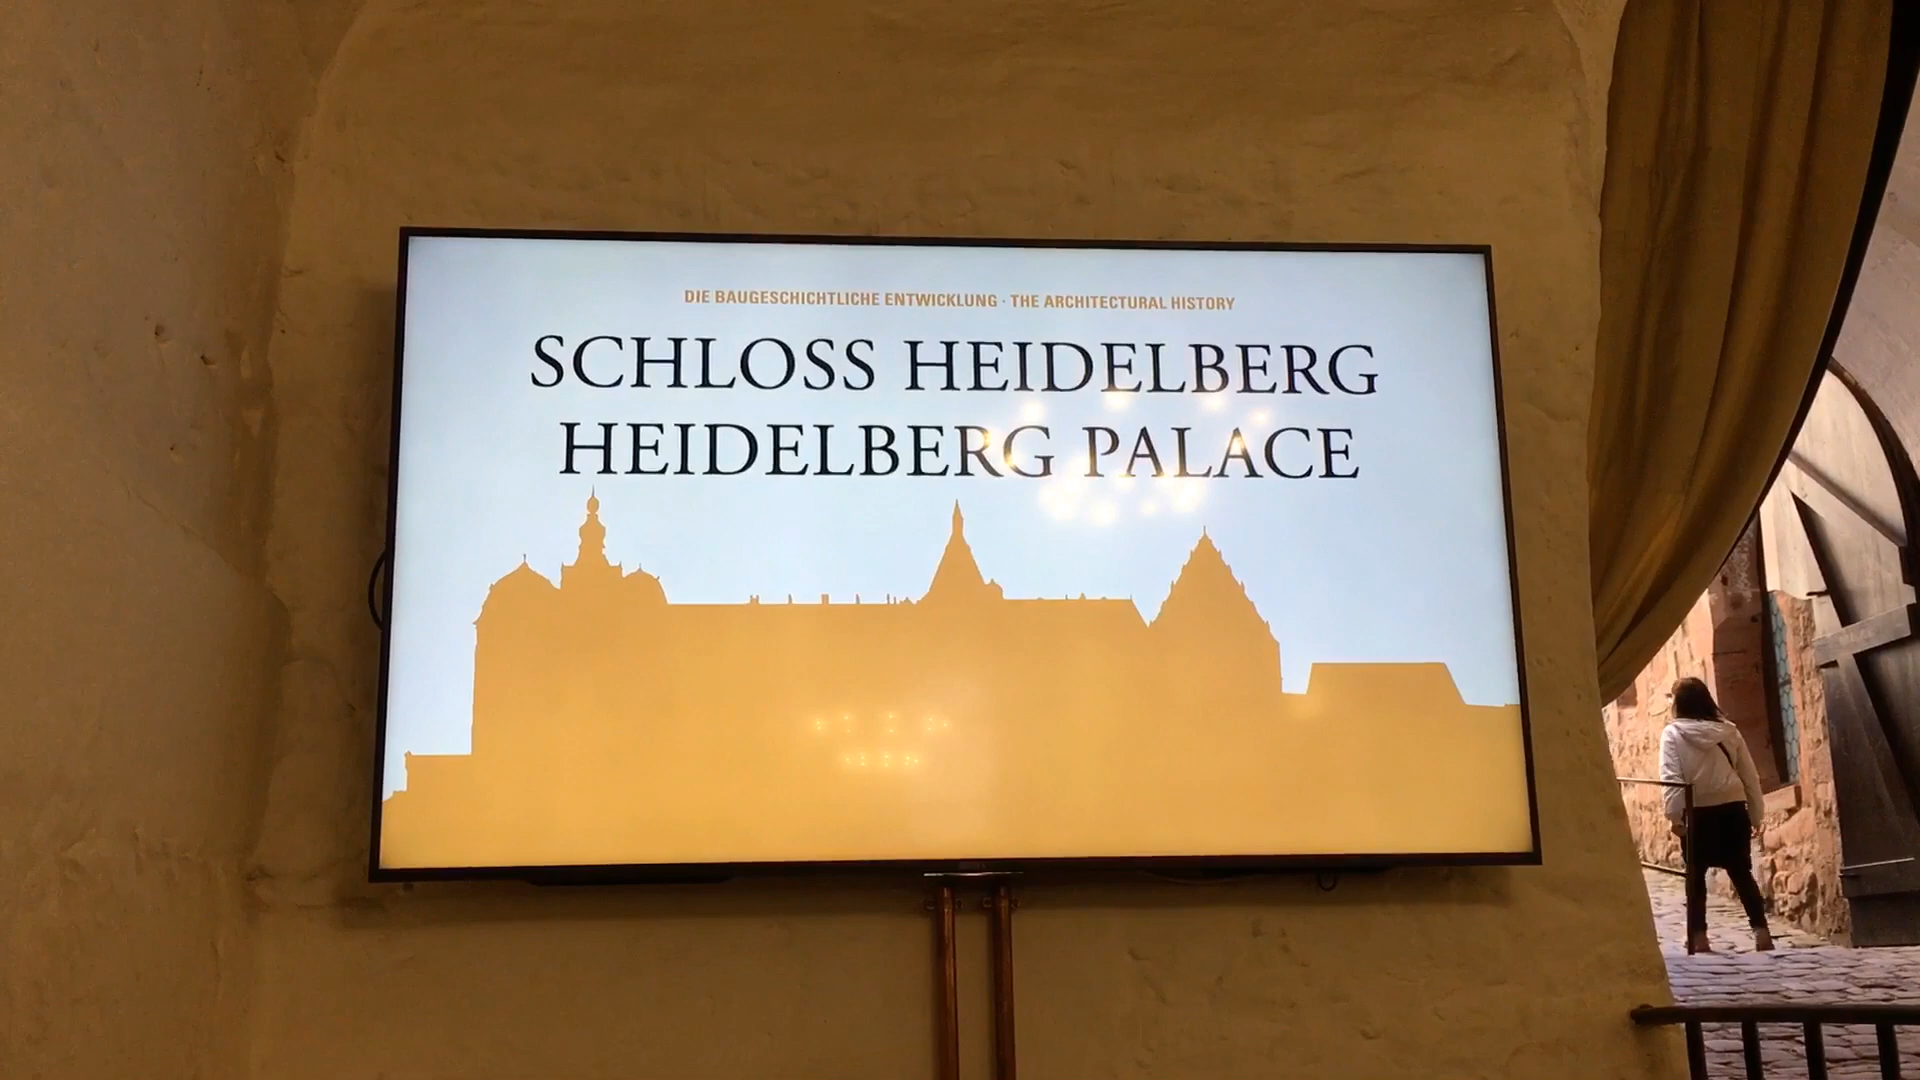 DIE BAUGESCHICHTLICHE ENTWICKLUNG · THE ARCHITECTURAL HISTORY
SCHLOSS HEIDELBERG
HEIDELBERG PALACE